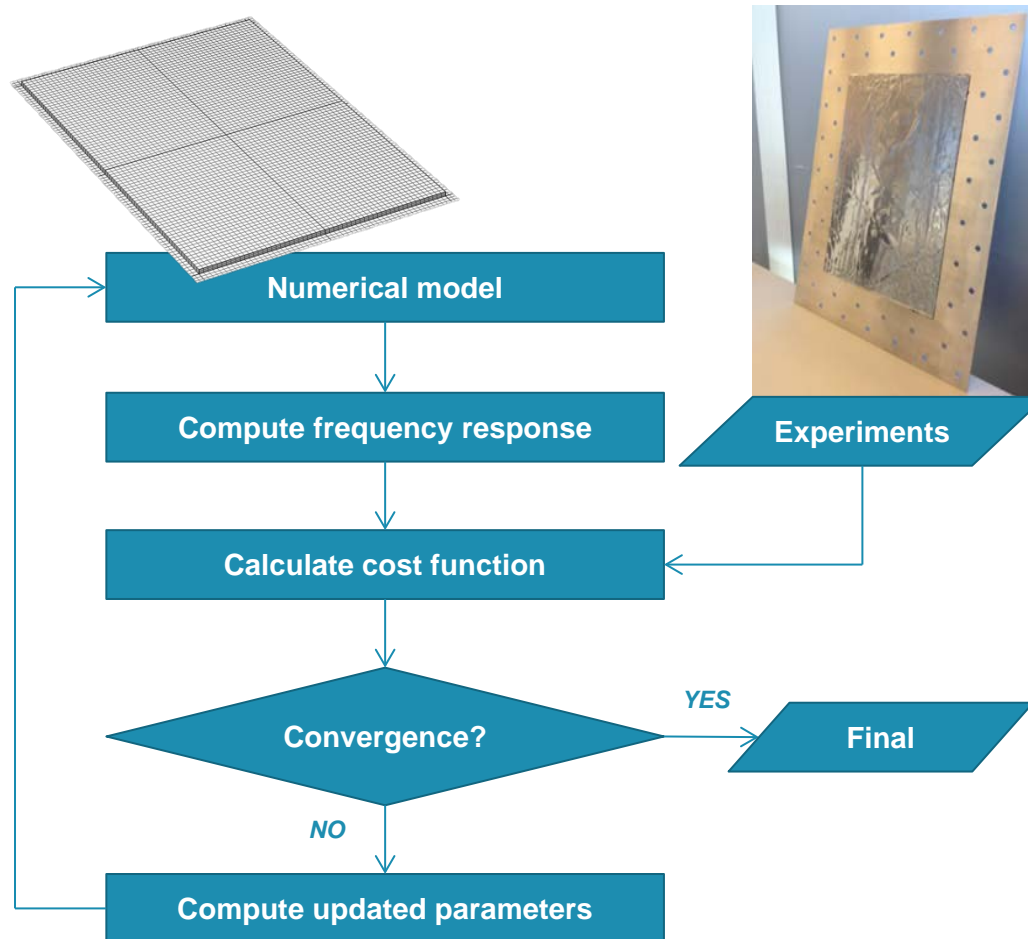 Numerical model
Compute frequency response
Experiments
Calculate cost function
Convergence?
YES
Final
NO
Compute updated parameters